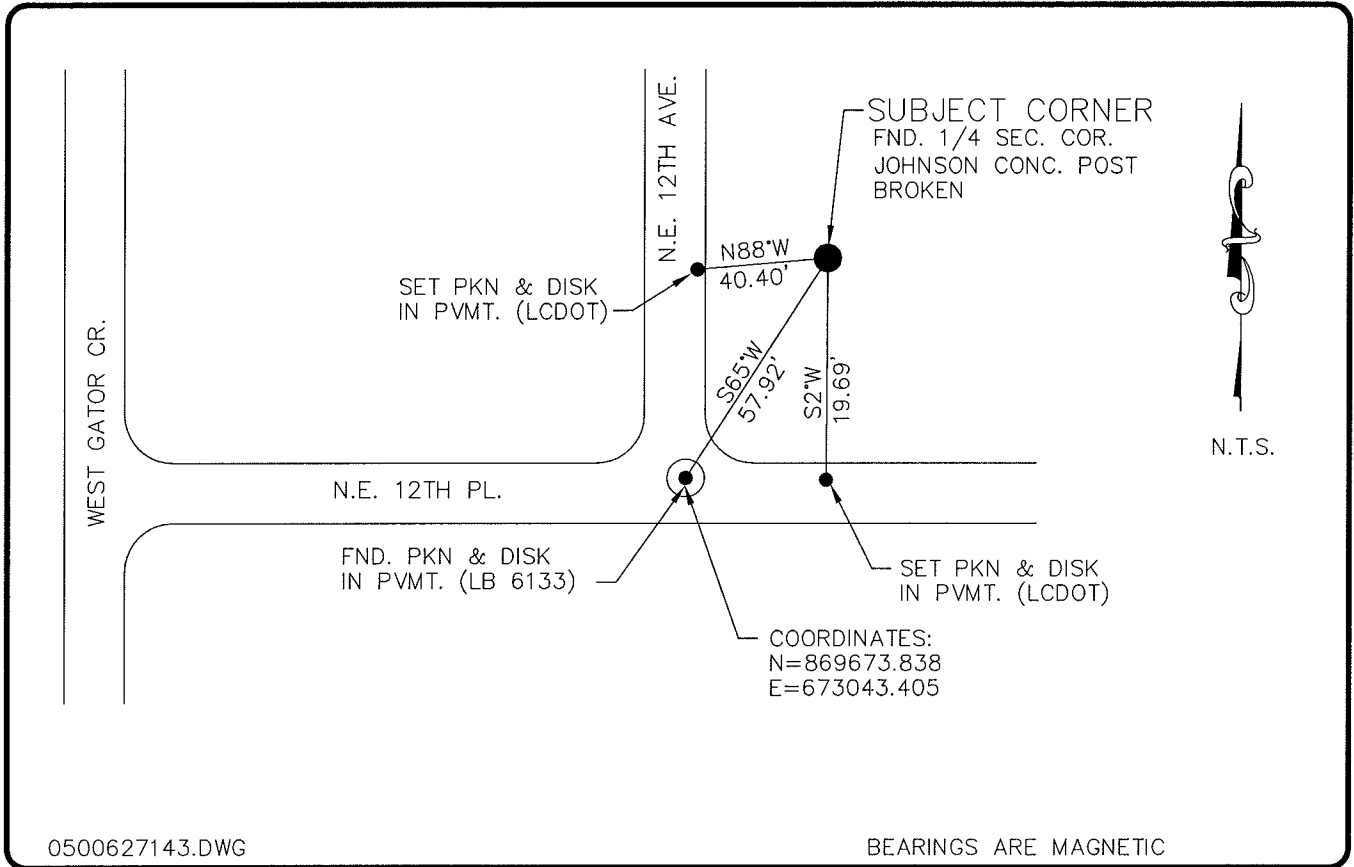 N.E. 12TH AVE.
SUBJECT CORNER
FND. 1/4 SEC. COR.
JOHNSON CONC. POST
BROKEN
N88°W
40.40'
SET PKN & DISK
IN PVMT. (LCDOT)
WEST GATOR CR.
S65°W
57.92'
S2°W
19.69'
N.T.S.
N.E. 12TH PL.
FND. PKN & DISK
IN PVMT. (LB 6133)
SET PKN & DISK
IN PVMT. (LCDOT)
COORDINATES:
N=869673.838
E=673043.405
0500627143.DWG
BEARINGS ARE MAGNETIC